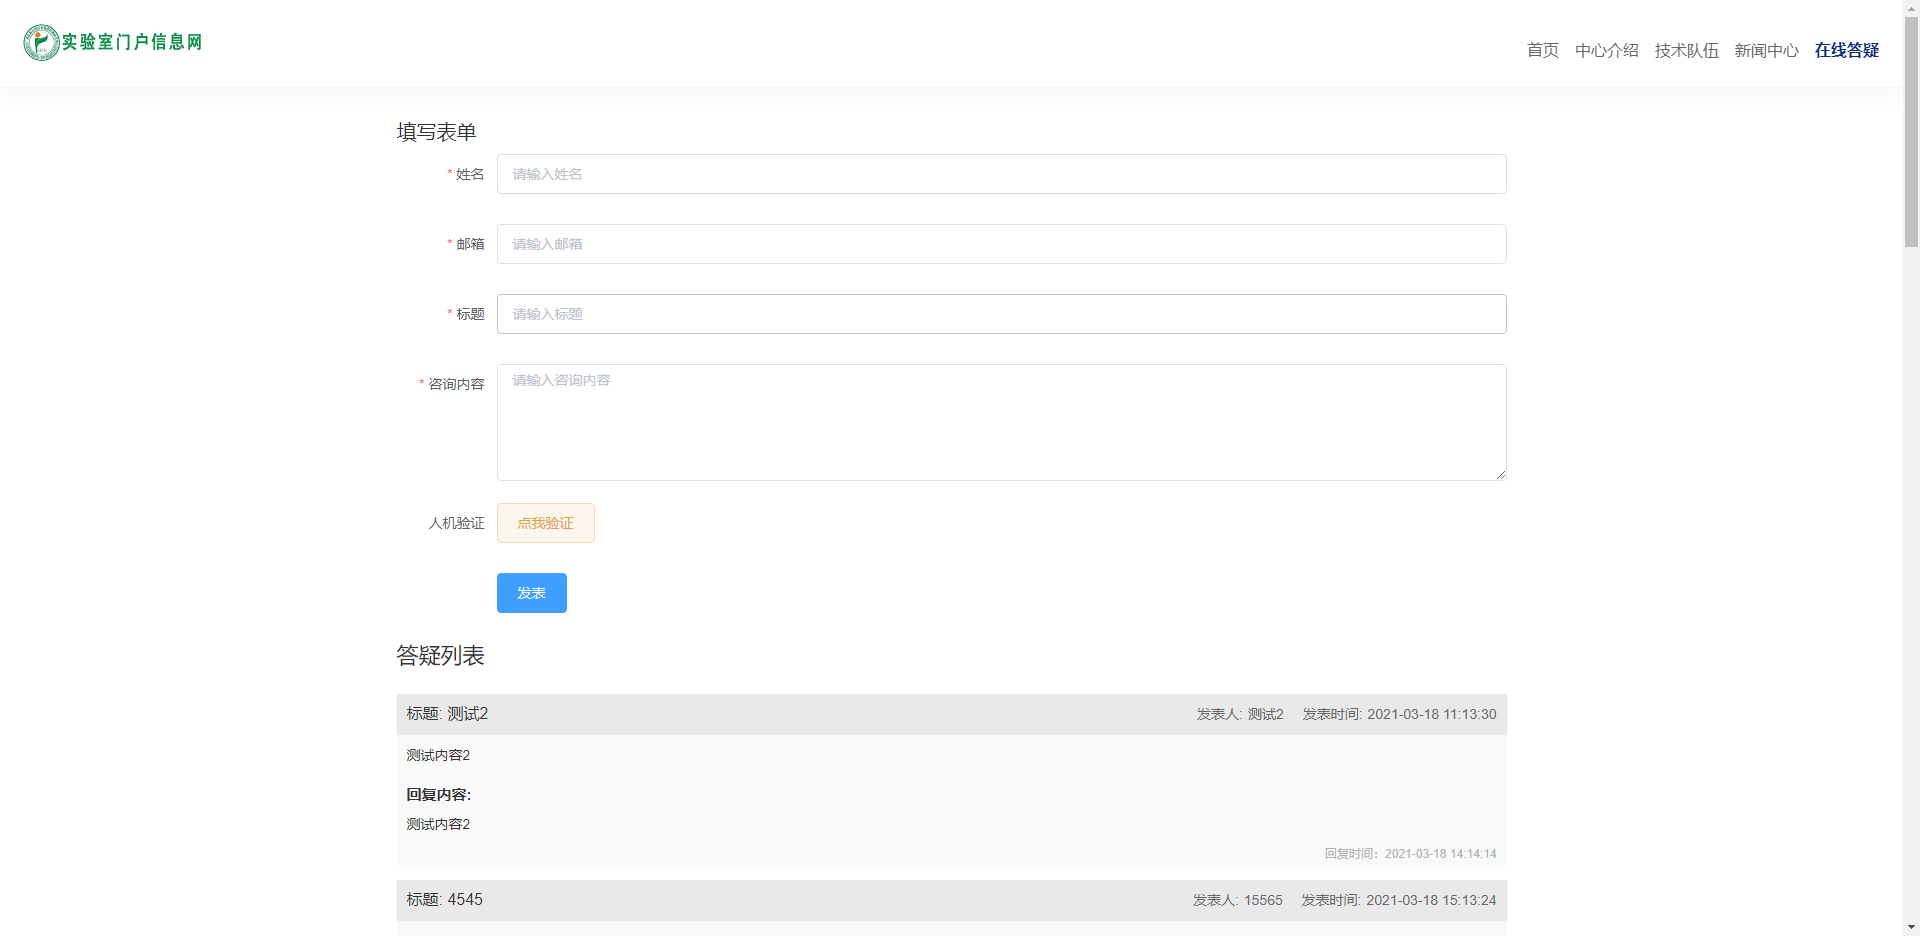 实验室门户信息网
首页 中心介绍 技术队伍 新闻中心 在线答疑
填写表单
* 姓名 请输入姓名
* 邮箱 请输入邮箱
* 标题 请输入标题
* 咨询内容 请输入咨询内容
人机验证 点我验证
发表
答疑列表
标题: 测试2 发表人: 测试2 发表时间: 2021-03-18 11:13:30
测试内容2
回复内容:
测试内容2
回复时间: 2021-03-18 14:14:14
标题: 4545 发表人: 15565 发表时间: 2021-03-18 15:13:24